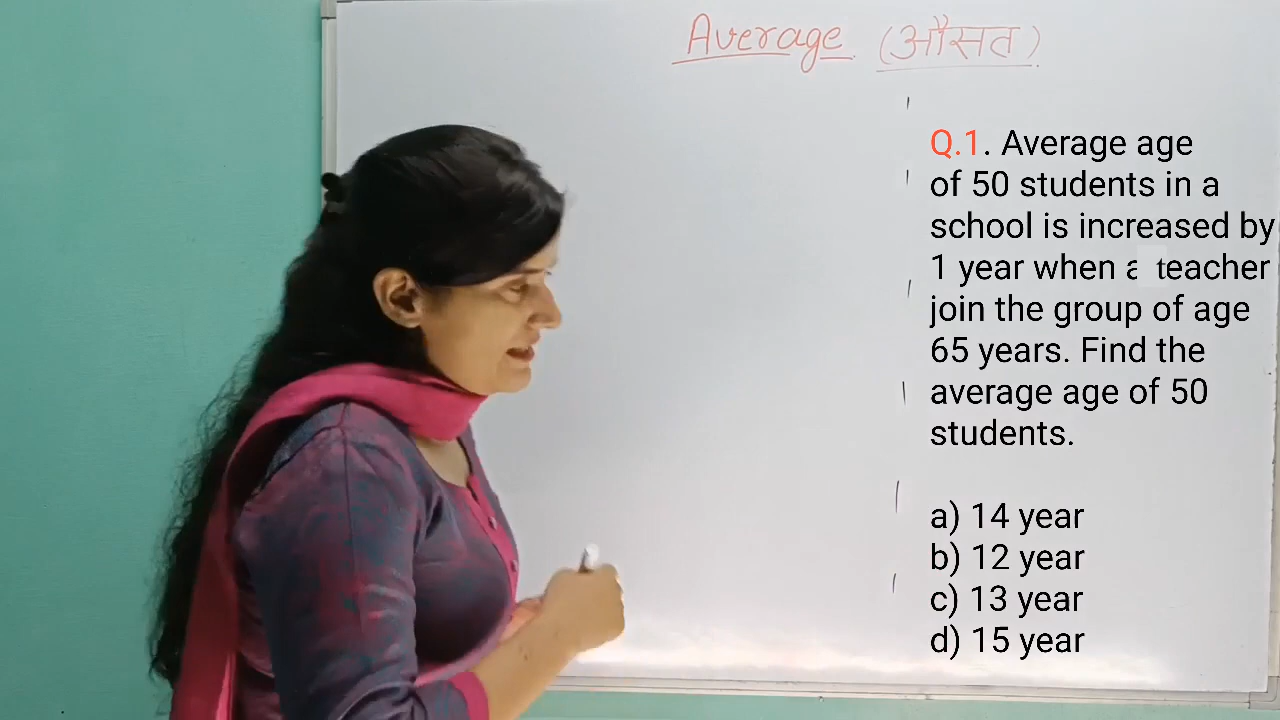 Average (औसत)
Q.1. Average age
of 50 students in a
school is increased by
1 year when a teacher
join the group of age
65 years. Find the
average age of 50
students.
a) 14 year
b) 12 year
c) 13 year
d) 15 year